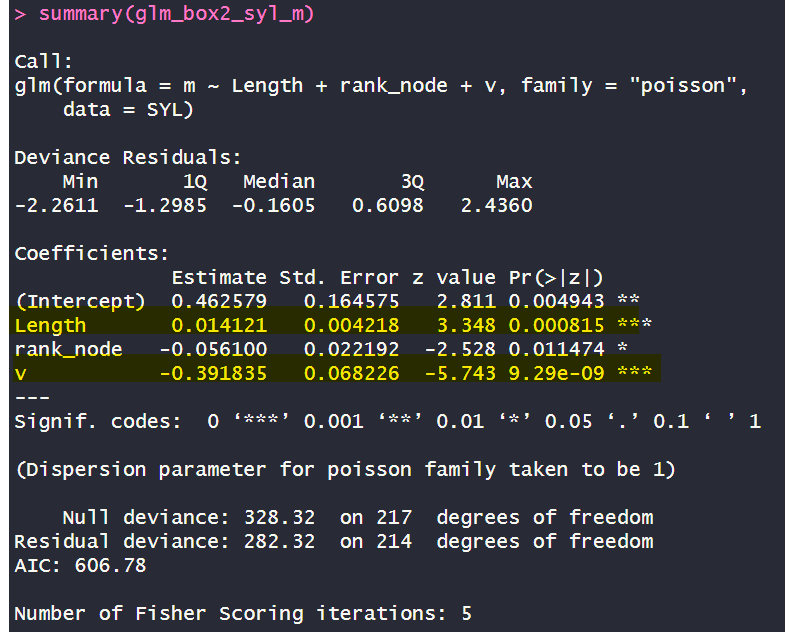 > summary(glm_box2_syl_m)

Call:
glm(formula = m ~ Length + rank_node + v, family = "poisson",
    data = SYL)

Deviance Residuals:
    Min       1Q   Median       3Q      Max
-2.2611  -1.2985  -0.1605   0.6098   2.4360

Coefficients:
             Estimate Std. Error z value Pr(>|z|)
(Intercept)  0.462579   0.164575   2.811 0.004943 **
Length       0.014121   0.004218   3.348 0.000815 ***
rank_node   -0.056100   0.022192  -2.528 0.011474 *
v           -0.391835   0.068226  -5.743 9.29e-09 ***
---
Signif. codes:  0 ‘***’ 0.001 ‘**’ 0.01 ‘*’ 0.05 ‘.’ 0.1 ‘ ’ 1

(Dispersion parameter for poisson family taken to be 1)

    Null deviance: 328.32  on 217  degrees of freedom
Residual deviance: 282.32  on 214  degrees of freedom
AIC: 606.78

Number of Fisher Scoring iterations: 5